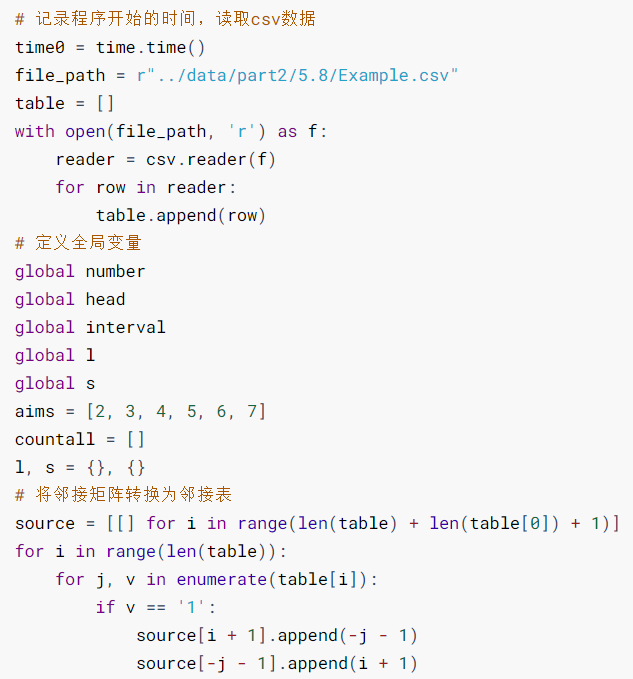 # 记录程序开始的时间，读取csv数据
time0 = time.time()
file_path = r"../data/part2/5.8/Example.csv"
table = []
with open(file_path, 'r') as f:
    reader = csv.reader(f)
    for row in reader:
        table.append(row)
# 定义全局变量
global number
global head
global interval
global l
global s
aims = [2, 3, 4, 5, 6, 7]
countall = []
l, s = {}, {}
# 将邻接矩阵转换为邻接表
source = [[] for i in range(len(table) + len(table[0]) + 1)]
for i in range(len(table)):
    for j, v in enumerate(table[i]):
        if v == '1':
            source[i + 1].append(-j - 1)
            source[-j - 1].append(i + 1)